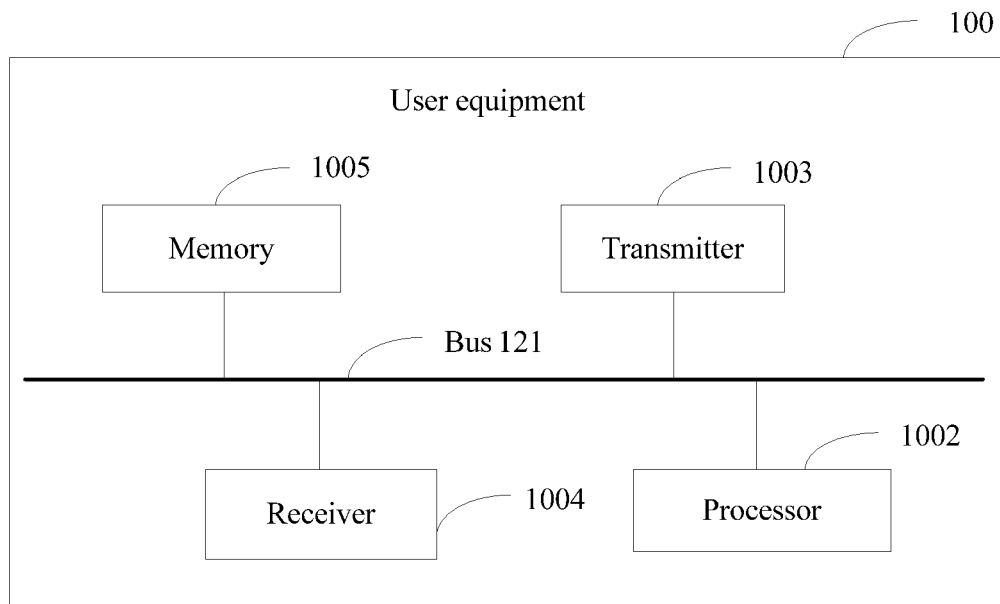 100
User equipment
1005
1003
Memory
Transmitter
Bus 121
1002
1004
Receiver
Processor